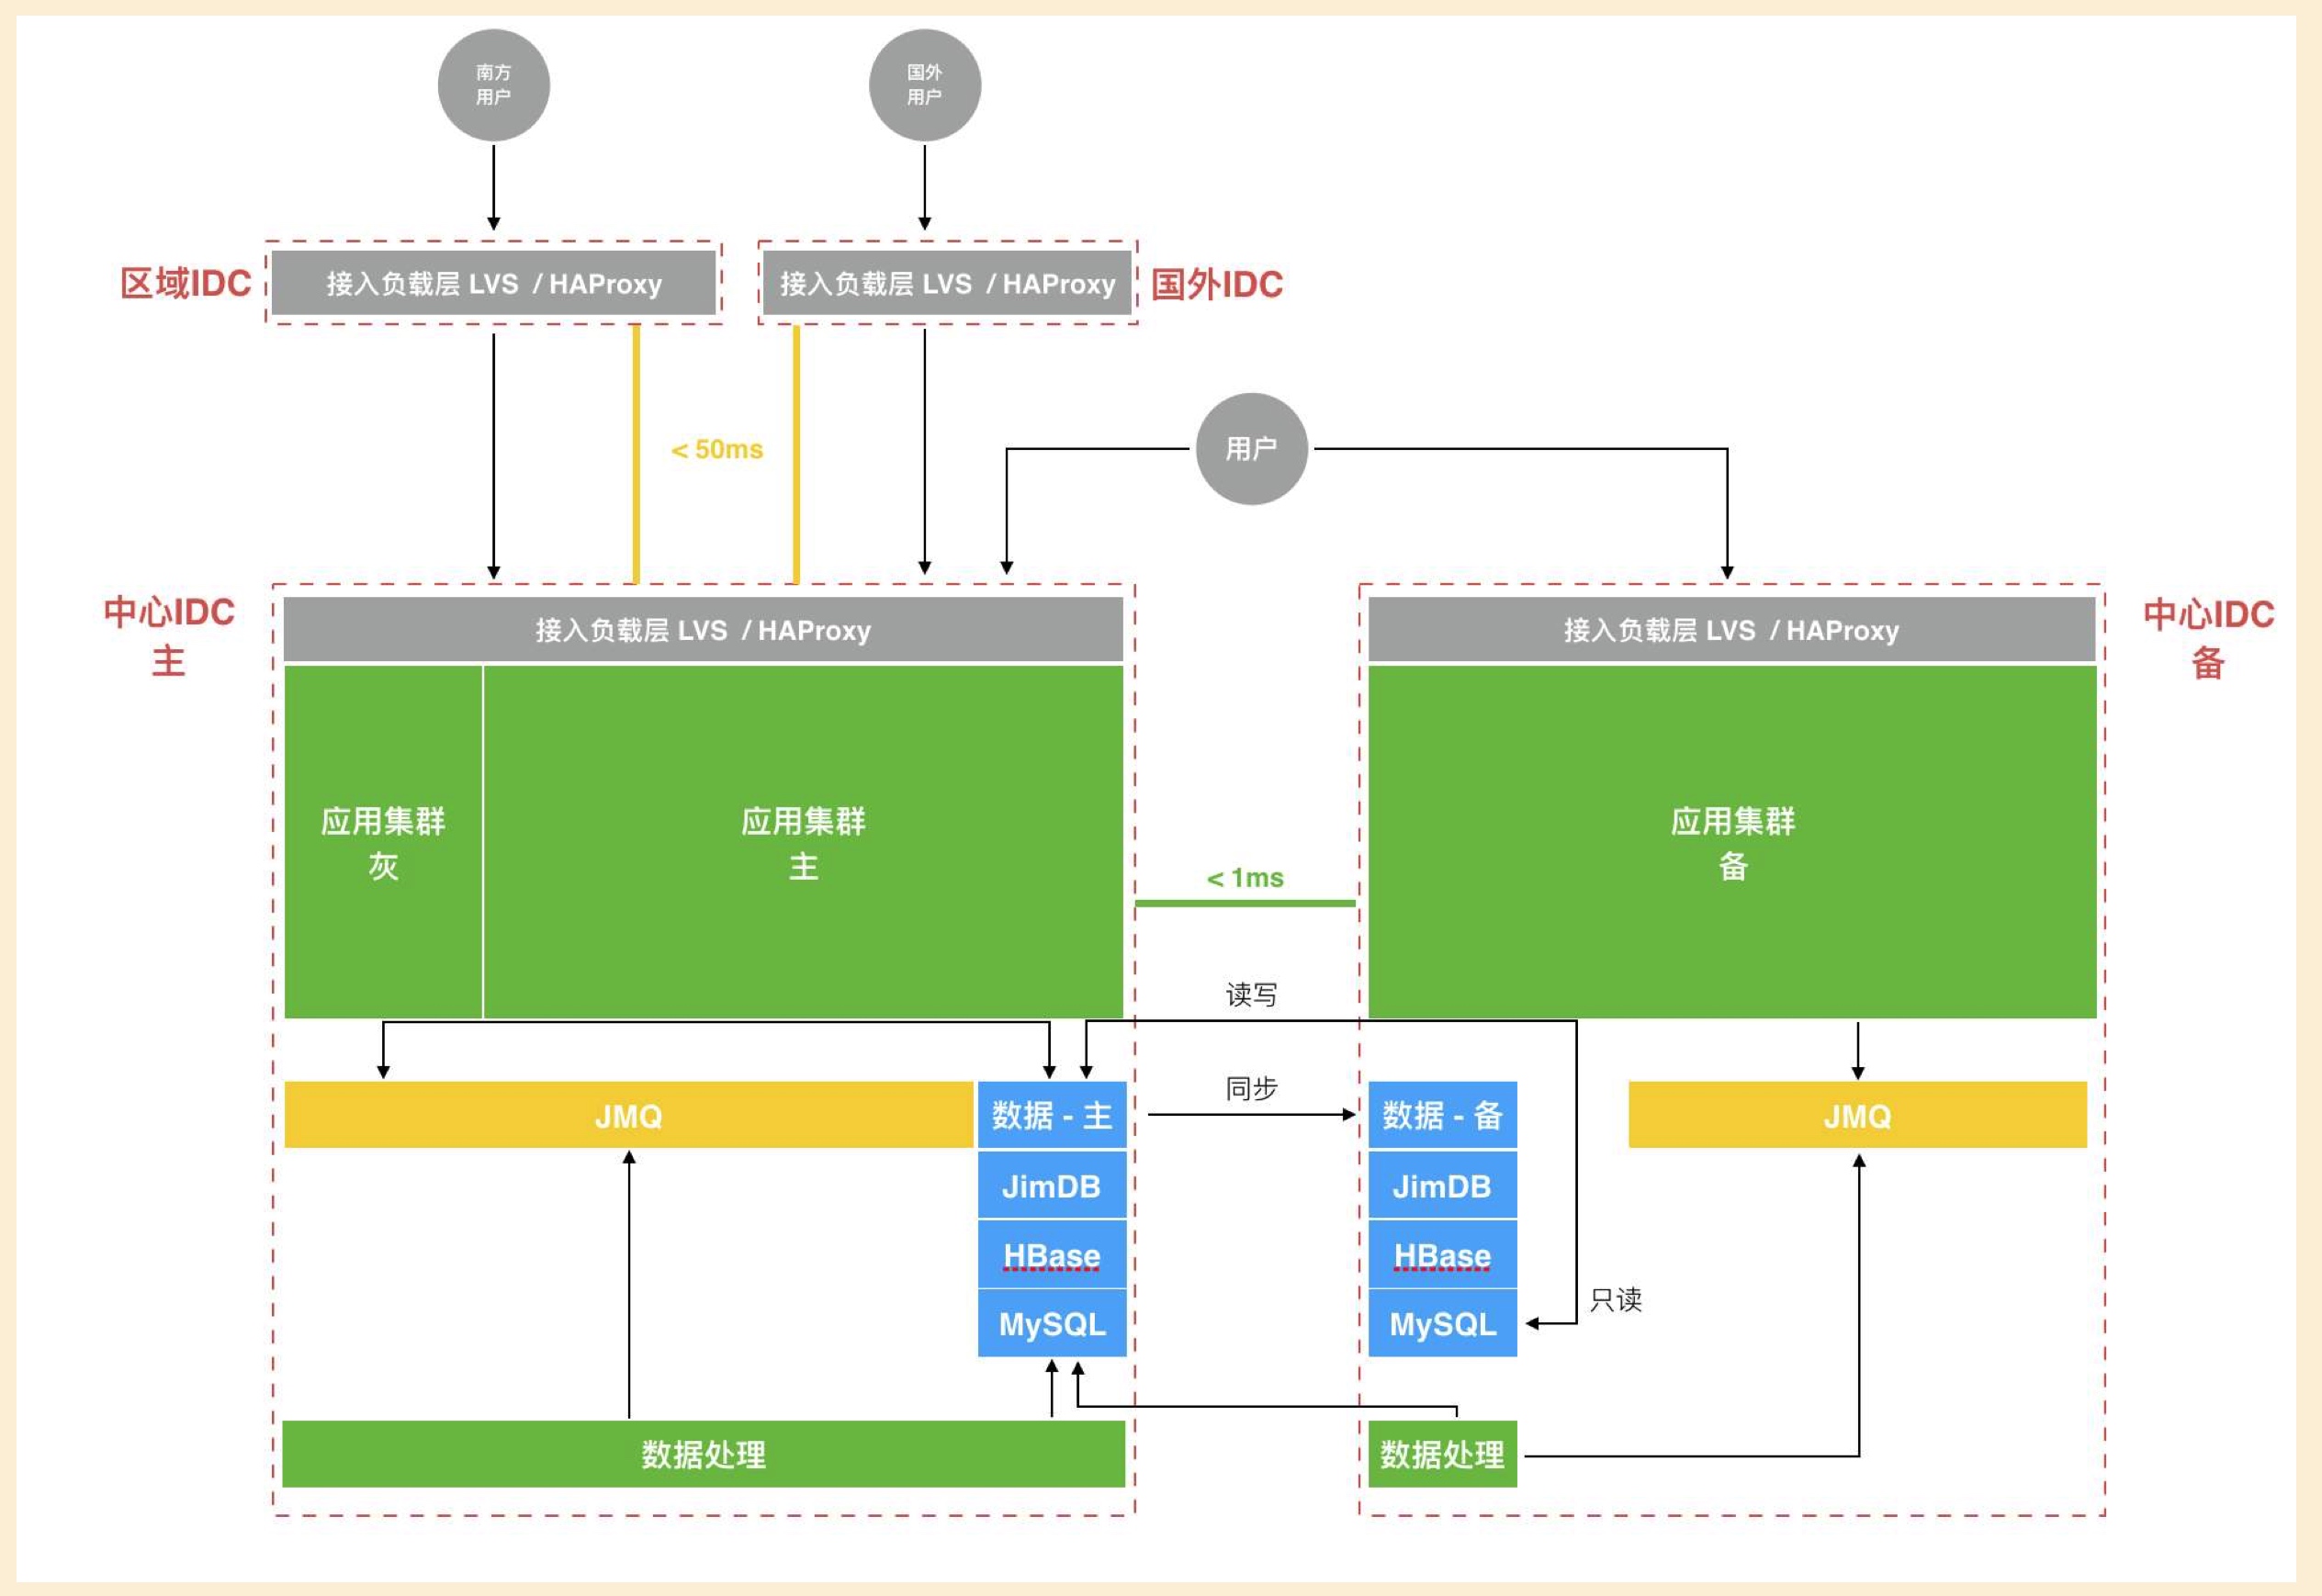 南方
用户
国外
用户
区域IDC
接入负载层 LVS / HAProxy
接入负载层 LVS / HAProxy
国外IDC
< 50ms
用户
中心IDC
主
接入负载层 LVS / HAProxy
接入负载层 LVS / HAProxy
中心IDC
备
应用集群
灰
应用集群
主
应用集群
备
< 1ms
读写
JMQ
数据 - 主
同步
数据 - 备
JMQ
JimDB
JimDB
HBase
HBase
MySQL
MySQL
只读
数据处理
数据处理